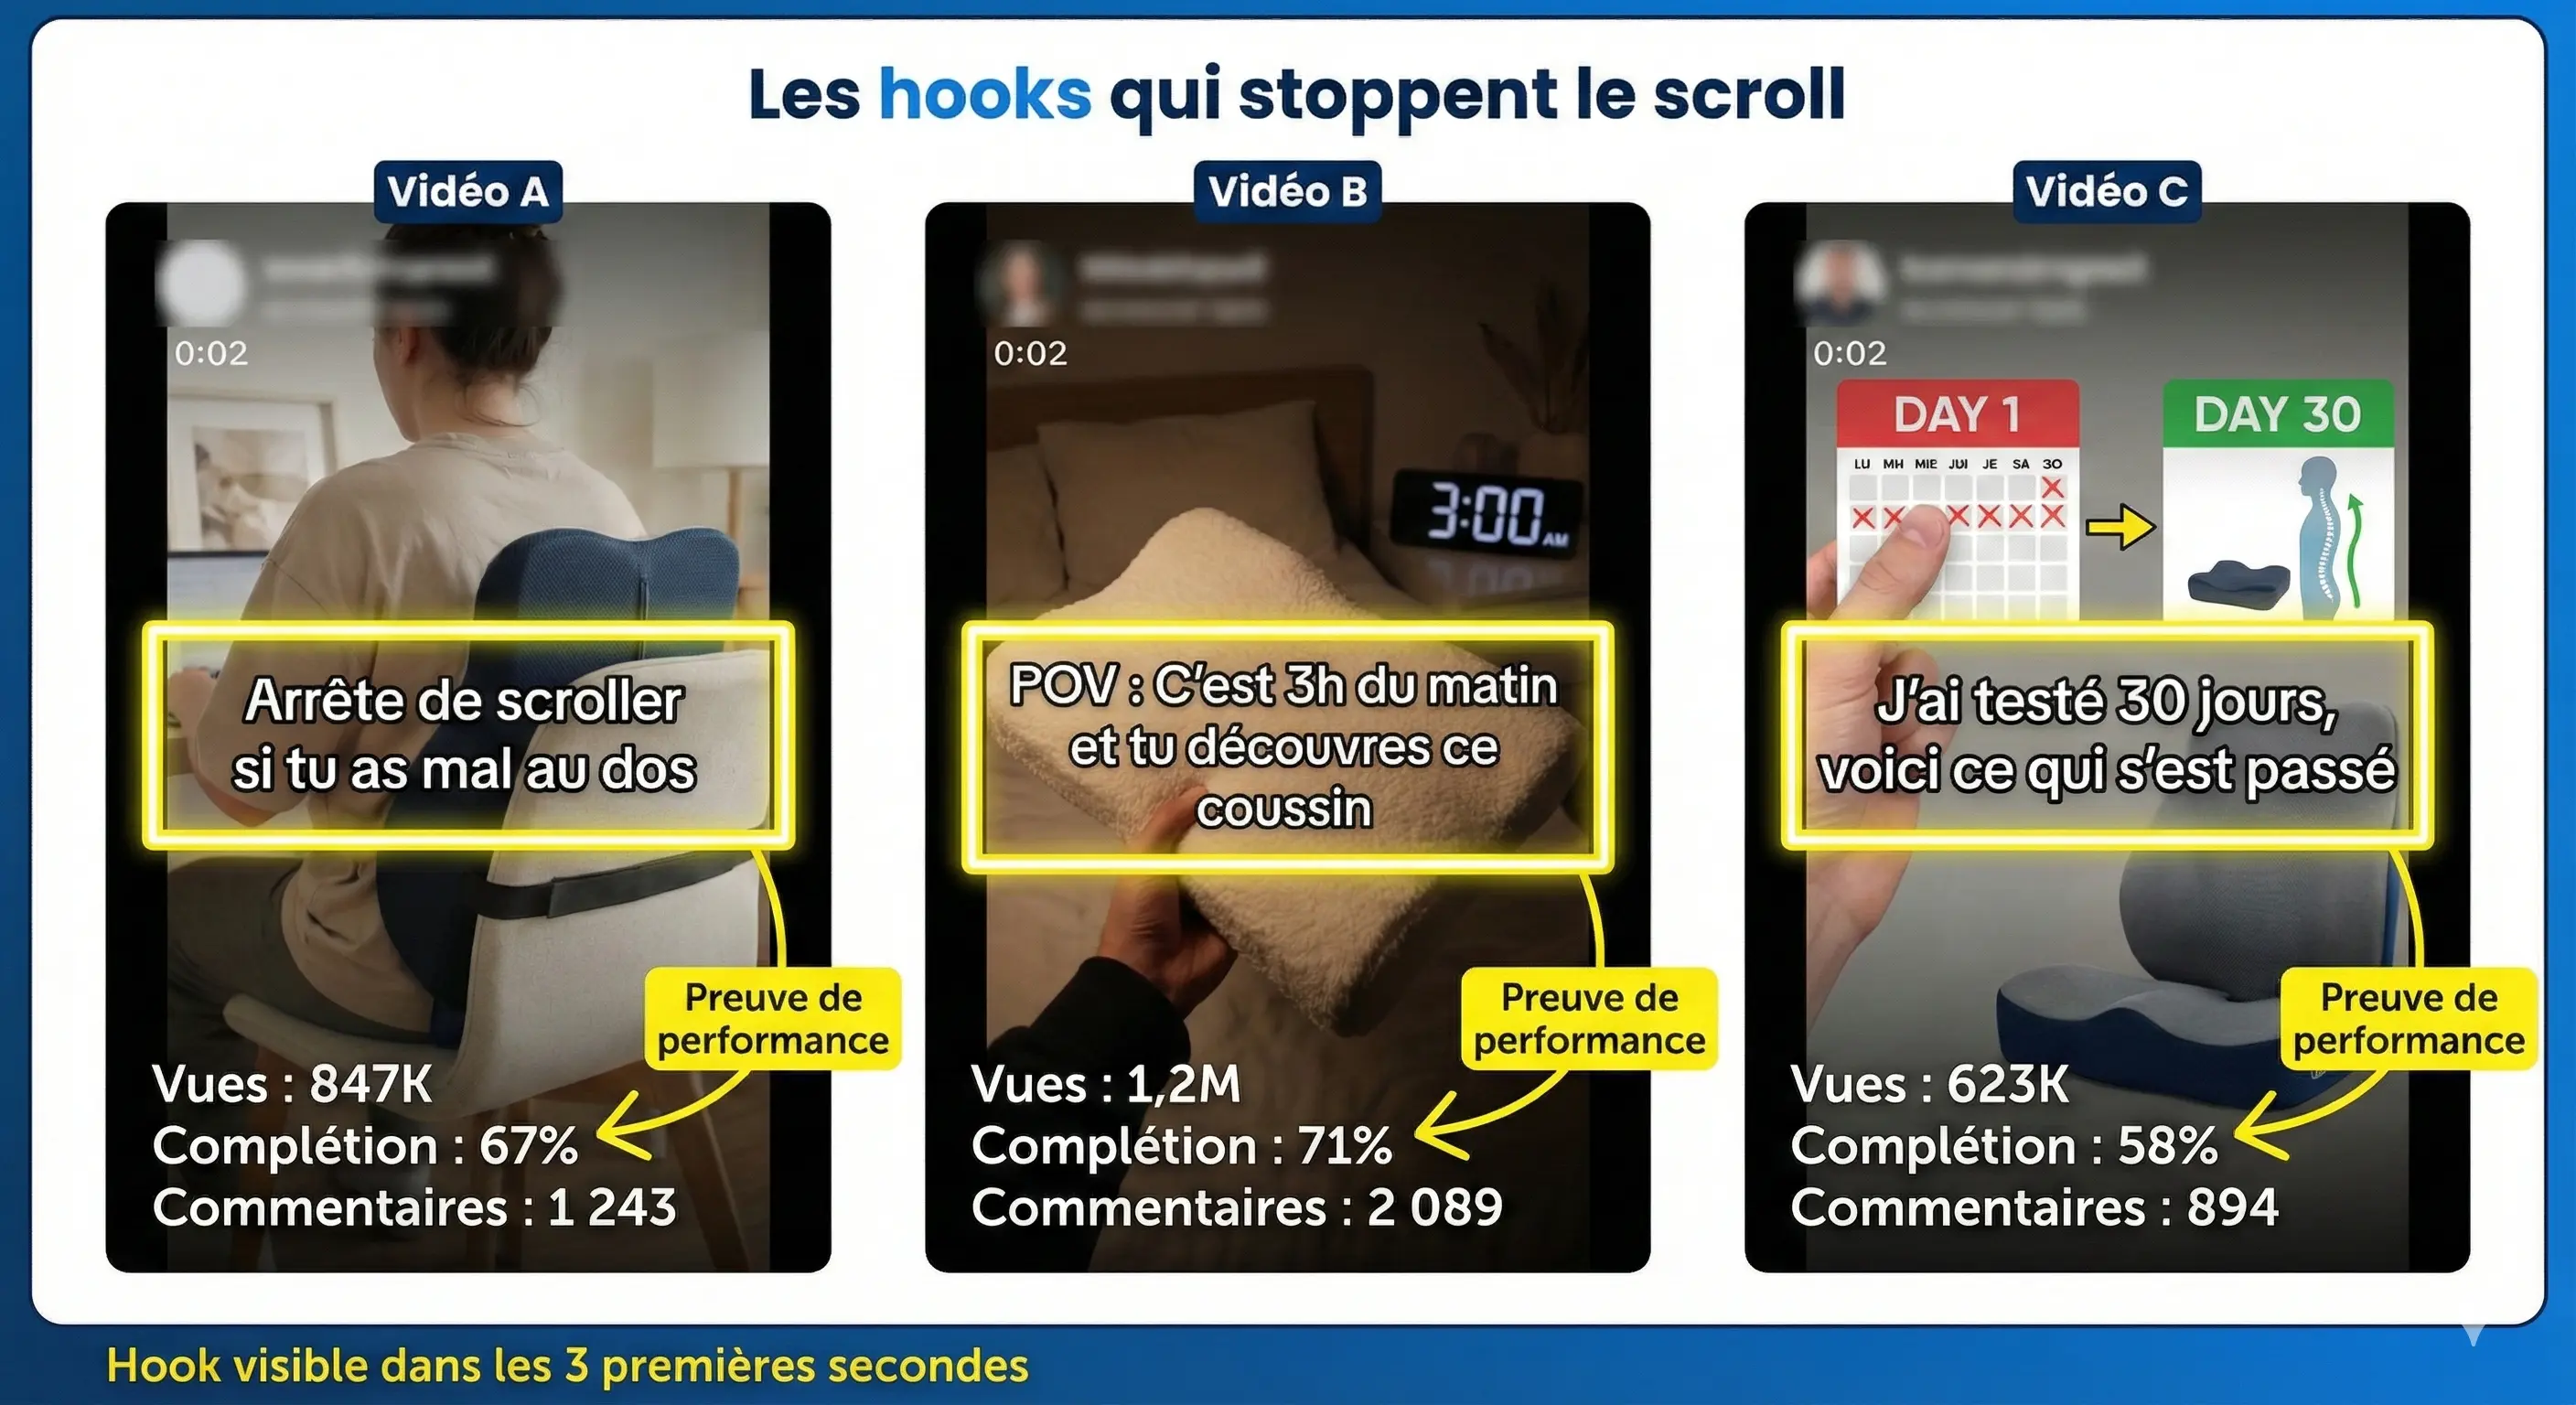 Les hooks qui stoppent le scroll
Vidéo A
0:02
Arrête de scroller
si tu as mal au dos
Preuve de
performance
Vues : 847K
Complétion : 67%
Commentaires : 1 243
Vidéo B
0:02
3:00 AM
POV : C'est 3h du matin
et tu découvres ce
coussin
Preuve de
performance
Vues : 1,2M
Complétion : 71%
Commentaires : 2 089
Vidéo C
0:02
DAY 1
LU MH MIE JUI JE SA 30
DAY 30
J'ai testé 30 jours,
voici ce qui s'est passé
Preuve de
performance
Vues : 623K
Complétion : 58%
Commentaires : 894
Hook visible dans les 3 premières secondes